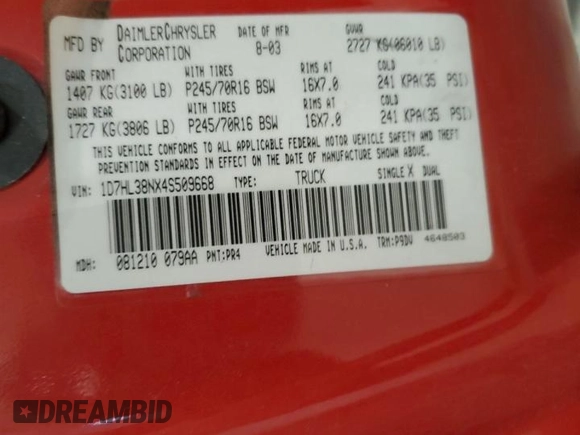 MFD BY DAIMLERCHRYSLER CORPORATION DATE OF MFR 8-03 GVWR 2727 KG(06010 LB)
GAWR FRONT WITH TIRES RIMS AT COLD
1407 KG(3100 LB) P245/70R16 BSW 16X7.0 241 KPA(35 PSI)
GAWR REAR WITH TIRES RIMS AT COLD
1727 KG(3806 LB) P245/70R16 BSW 16X7.0 241 KPA(35 PSI)
THIS VEHICLE CONFORMS TO ALL APPLICABLE FEDERAL MOTOR VEHICLE SAFETY AND THEFT
PREVENTION STANDARDS IN EFFECT ON THE DATE OF MANUFACTURE SHOWN ABOVE.
VIN: 1D7HL38NX4S509668 TYPE: TRUCK SINGLE X DUAL
MDH: 081210 079AA PNT:PR4 VEHICLE MADE IN U.S.A. TRM:P9DV 4648503
DREAMBID